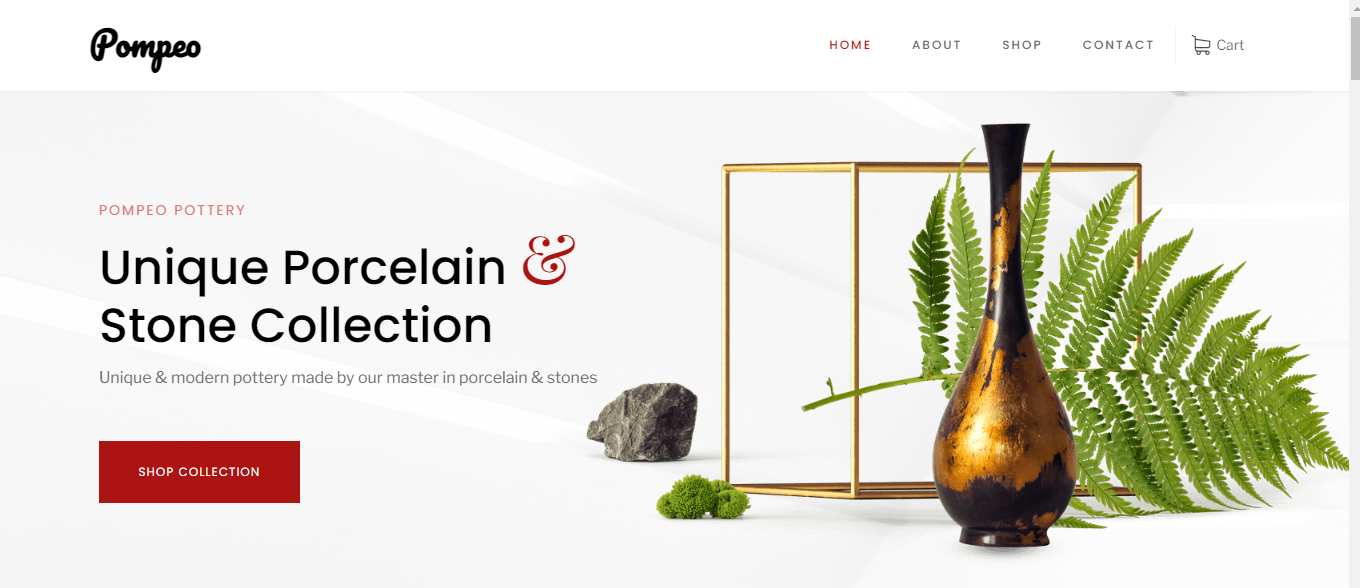 Pompeo
HOME ABOUT SHOP CONTACT Cart
POMPEO POTTERY
Unique Porcelain &
Stone Collection
Unique & modern pottery made by our master in porcelain & stones
SHOP COLLECTION